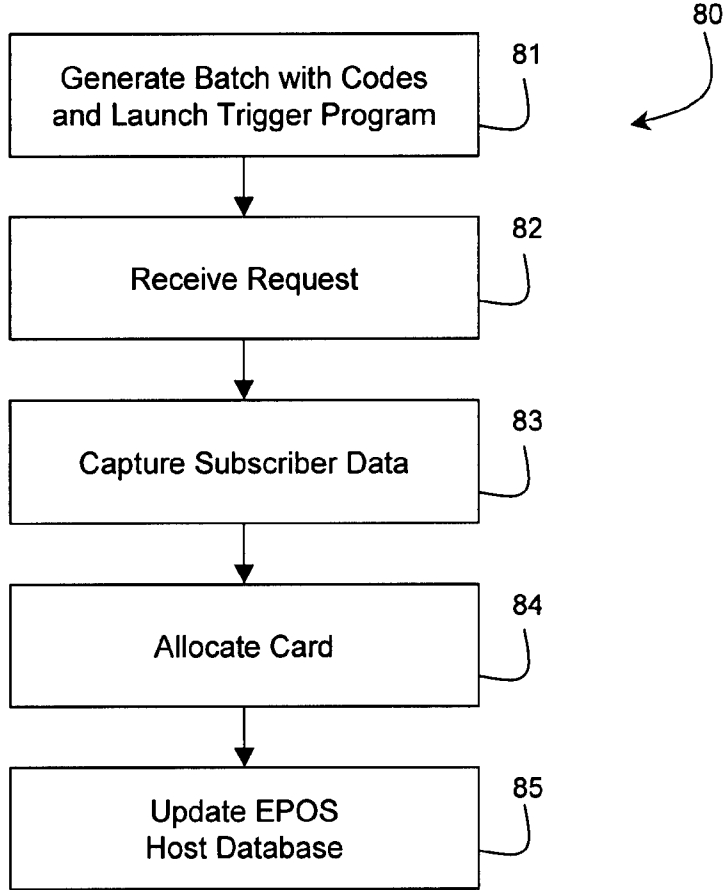 80
Generate Batch with Codes
and Launch Trigger Program
81
Receive Request
82
Capture Subscriber Data
83
Allocate Card
84
Update EPOS
Host Database
85